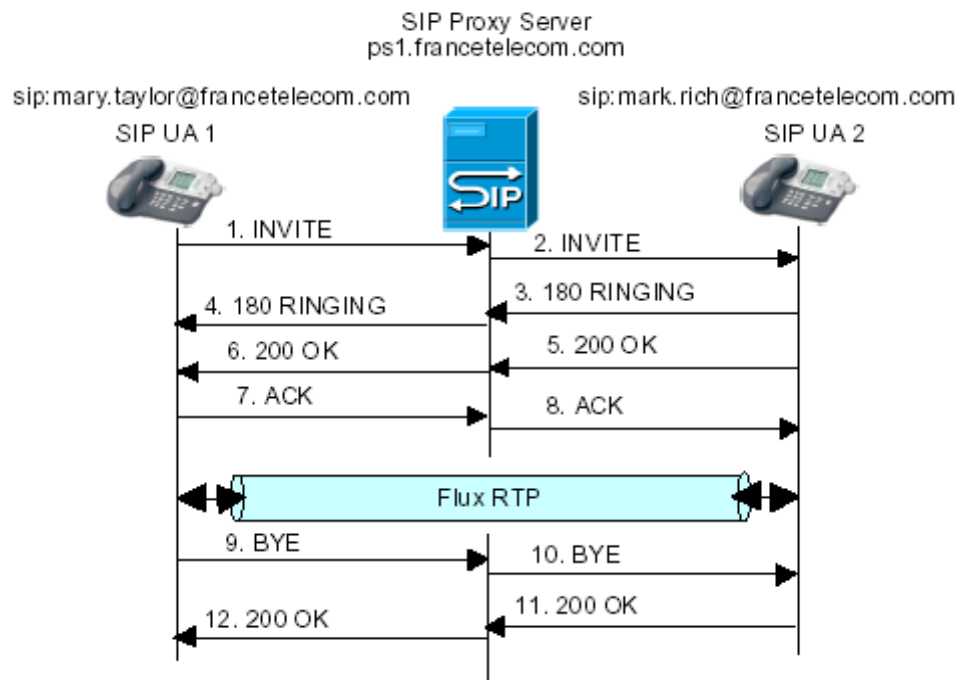 SIP Proxy Server
ps1.francetelecom.com
sip:mary.taylor@francetelecom.com
sip:mark.rich@francetelecom.com
SIP UA 1
SIP UA 2
SIP
1. INVITE
2. INVITE
3. 180 RINGING
4. 180 RINGING
5. 200 OK
6. 200 OK
7. ACK
8. ACK
Flux RTP
9. BYE
10. BYE
11. 200 OK
12. 200 OK